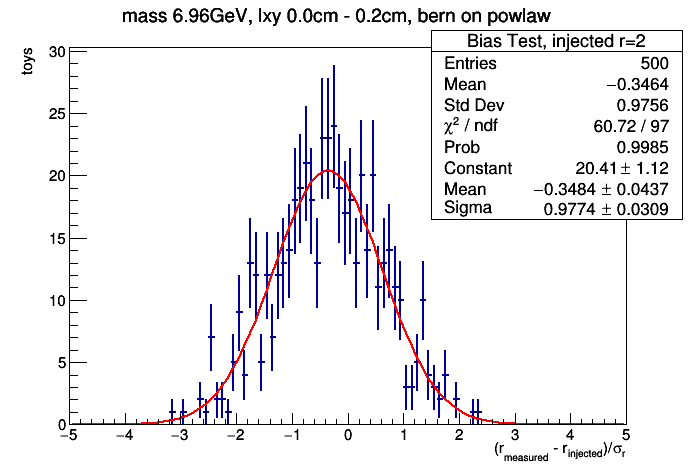 mass 6.96GeV, lxy 0.0cm - 0.2cm, bern on powlaw
Bias Test, injected r=2
Entries 500
Mean −0.3464
Std Dev 0.9756
χ² / ndf 60.72 / 97
Prob 0.9985
Constant 20.41 ± 1.12
Mean −0.3484 ± 0.0437
Sigma 0.9774 ± 0.0309
toys
30
25
20
15
10
5
0
−5 −4 −3 −2 −1 0 1 2 3 4 5
(r_measured - r_injected)/σ_r